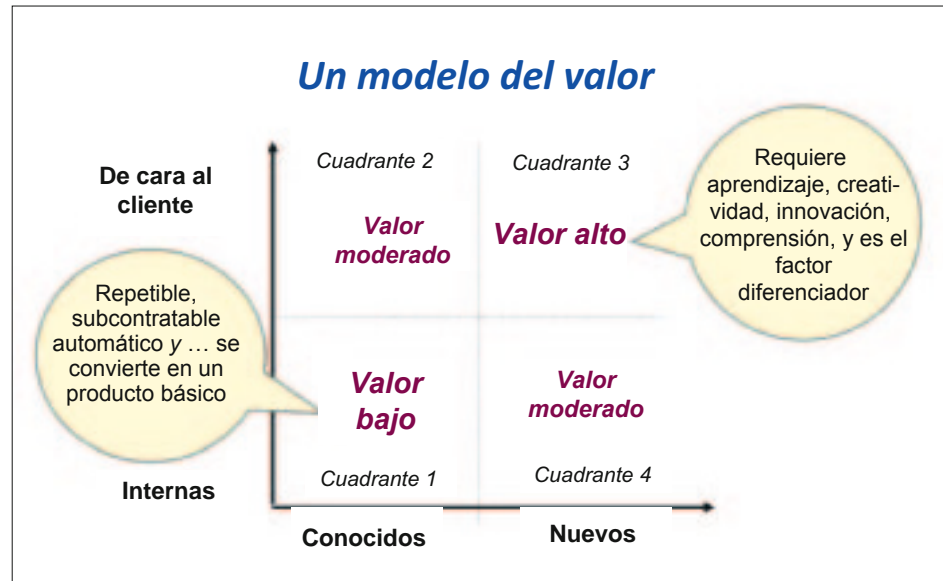 Un modelo del valor
De cara al
cliente
Cuadrante 2
Cuadrante 3
Valor
moderado
Valor alto
Requiere
aprendizaje, creati-
vidad, innovación,
comprensión, y es el
factor
diferenciador
Repetible,
subcontratable
automático y … se
convierte en un
producto básico
Valor
bajo
Valor
moderado
Internas
Cuadrante 1
Cuadrante 4
Conocidos
Nuevos